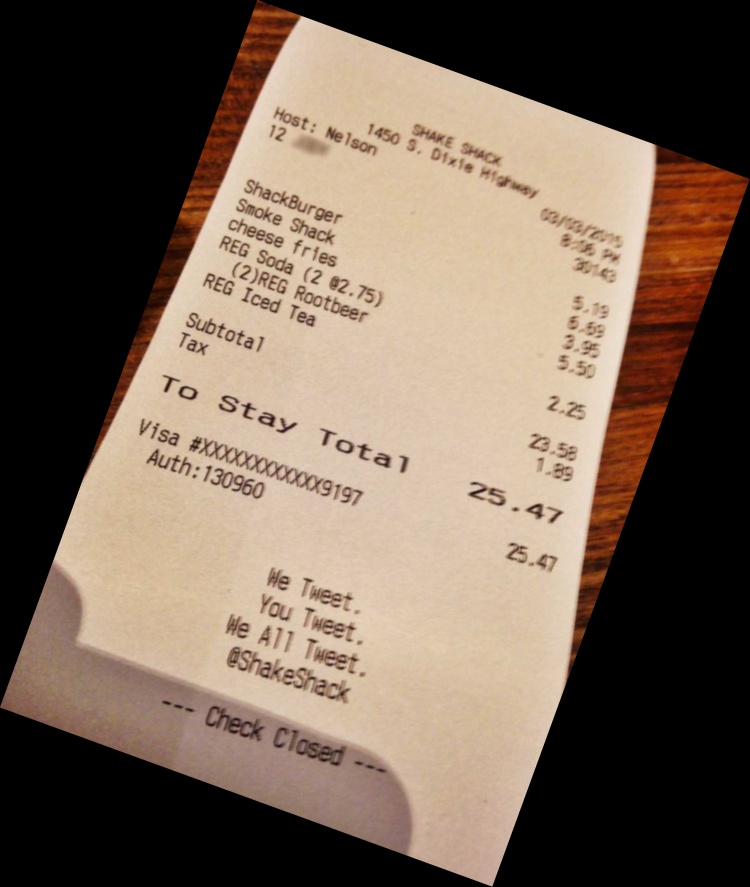 SHAKE SHACK
1450 S. Dixie Highway
Host: Nelson 03/03/2015
12 8:06 PM
30143
ShackBurger 5.19
Smoke Shack 6.69
cheese fries 3.95
REG Soda (2 @2.75) 5.50
(2)REG Rootbeer
REG Iced Tea 2.25
Subtotal 23.58
Tax 1.89
To Stay Total 25.47
Visa #XXXXXXXXXXXX9197 25.47
Auth:130960
We Tweet.
You Tweet.
We All Tweet.
@ShakeShack
--- Check Closed ---